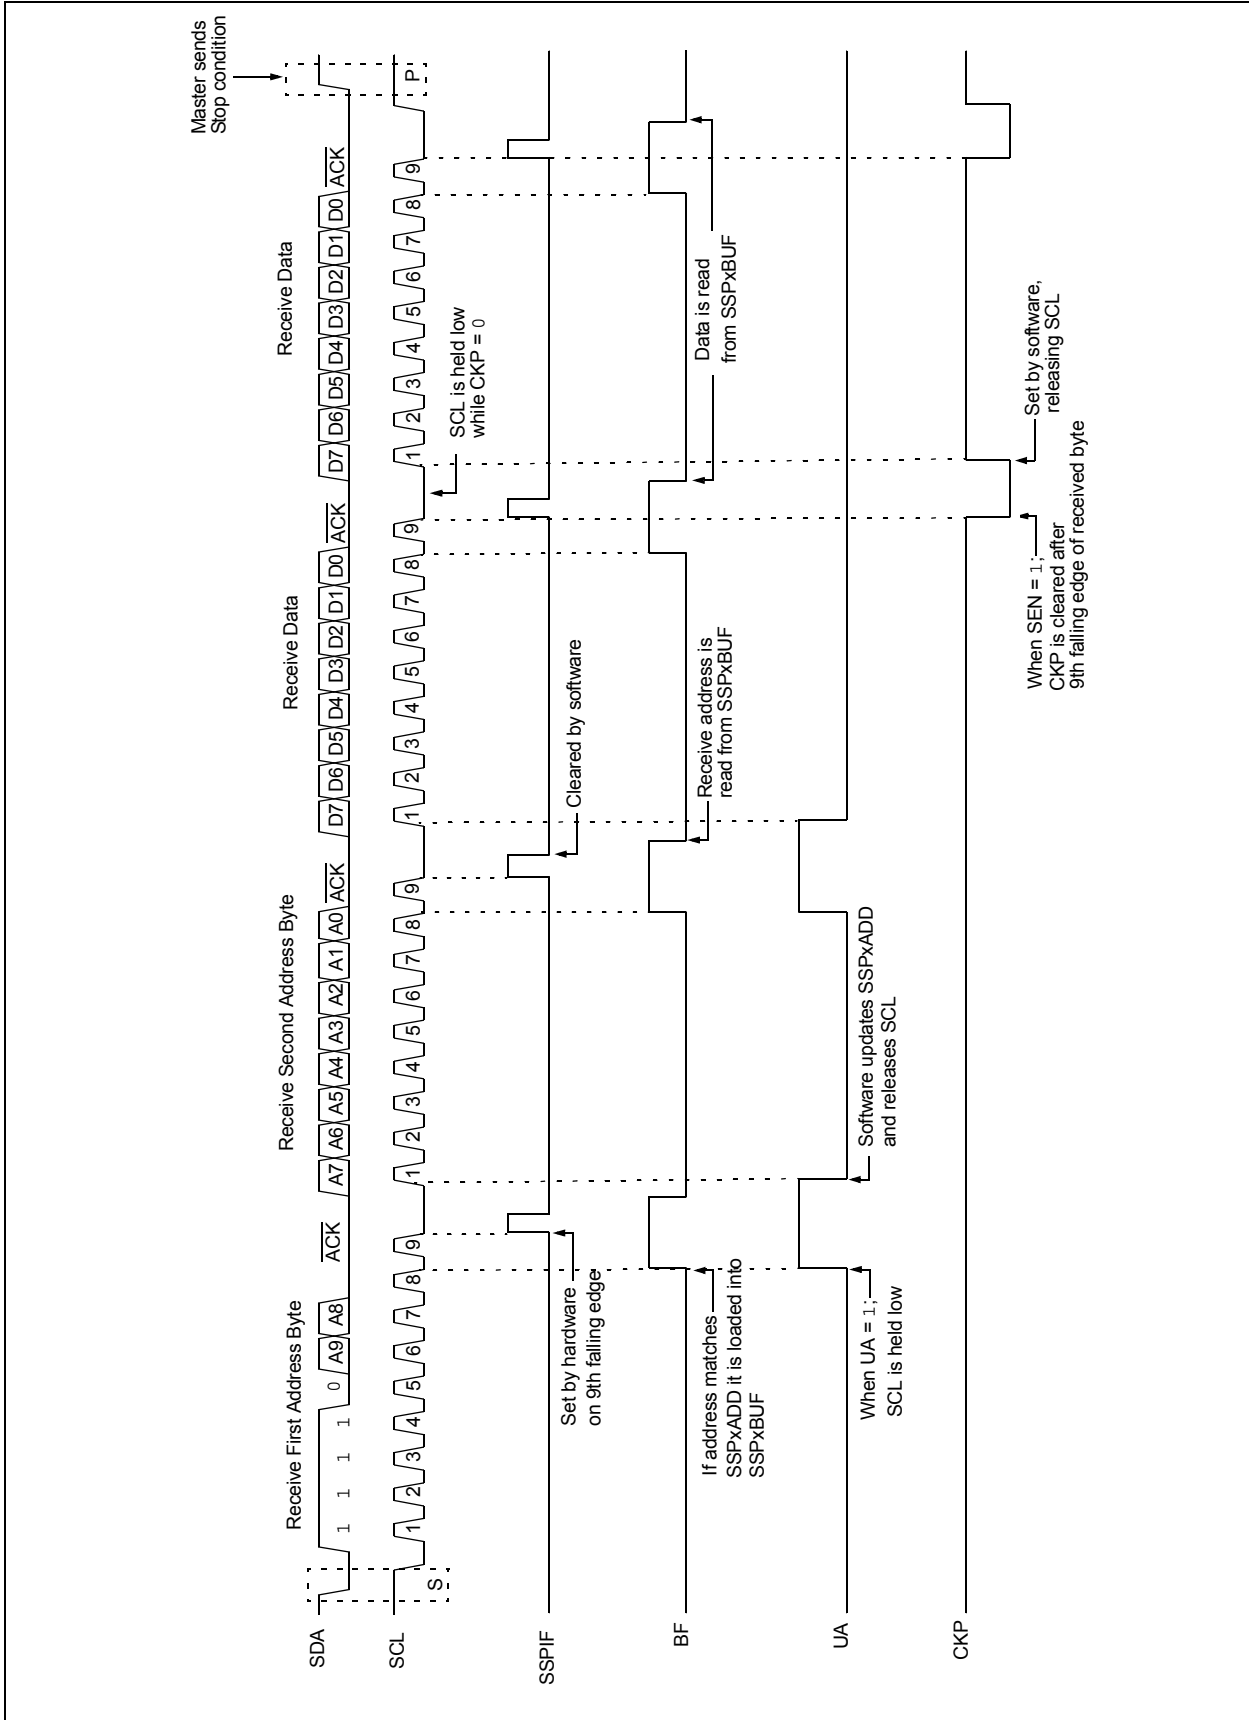 Master sends
Stop condition
Receive First Address Byte
Receive Second Address Byte
Receive Data
Receive Data
SDA
1 1 1 1 0 A9 A8 ACK
A7 A6 A5 A4 A3 A2 A1 A0 ACK
D7 D6 D5 D4 D3 D2 D1 D0 ACK
D7 D6 D5 D4 D3 D2 D1 D0 ACK
SCL
S
1 2 3 4 5 6 7 8 9
1 2 3 4 5 6 7 8 9
1 2 3 4 5 6 7 8 9
1 2 3 4 5 6 7 8 9
P
SCL is held low
while CKP = 0
SSPIF
Set by hardware
on 9th falling edge
Cleared by software
BF
If address matches
SSPxADD it is loaded into
SSPxBUF
Receive address is
read from SSPxBUF
Data is read
from SSPxBUF
UA
When UA = 1;
SCL is held low
Software updates SSPxADD
and releases SCL
CKP
When SEN = 1;
CKP is cleared after
9th falling edge of received byte
Set by software,
releasing SCL